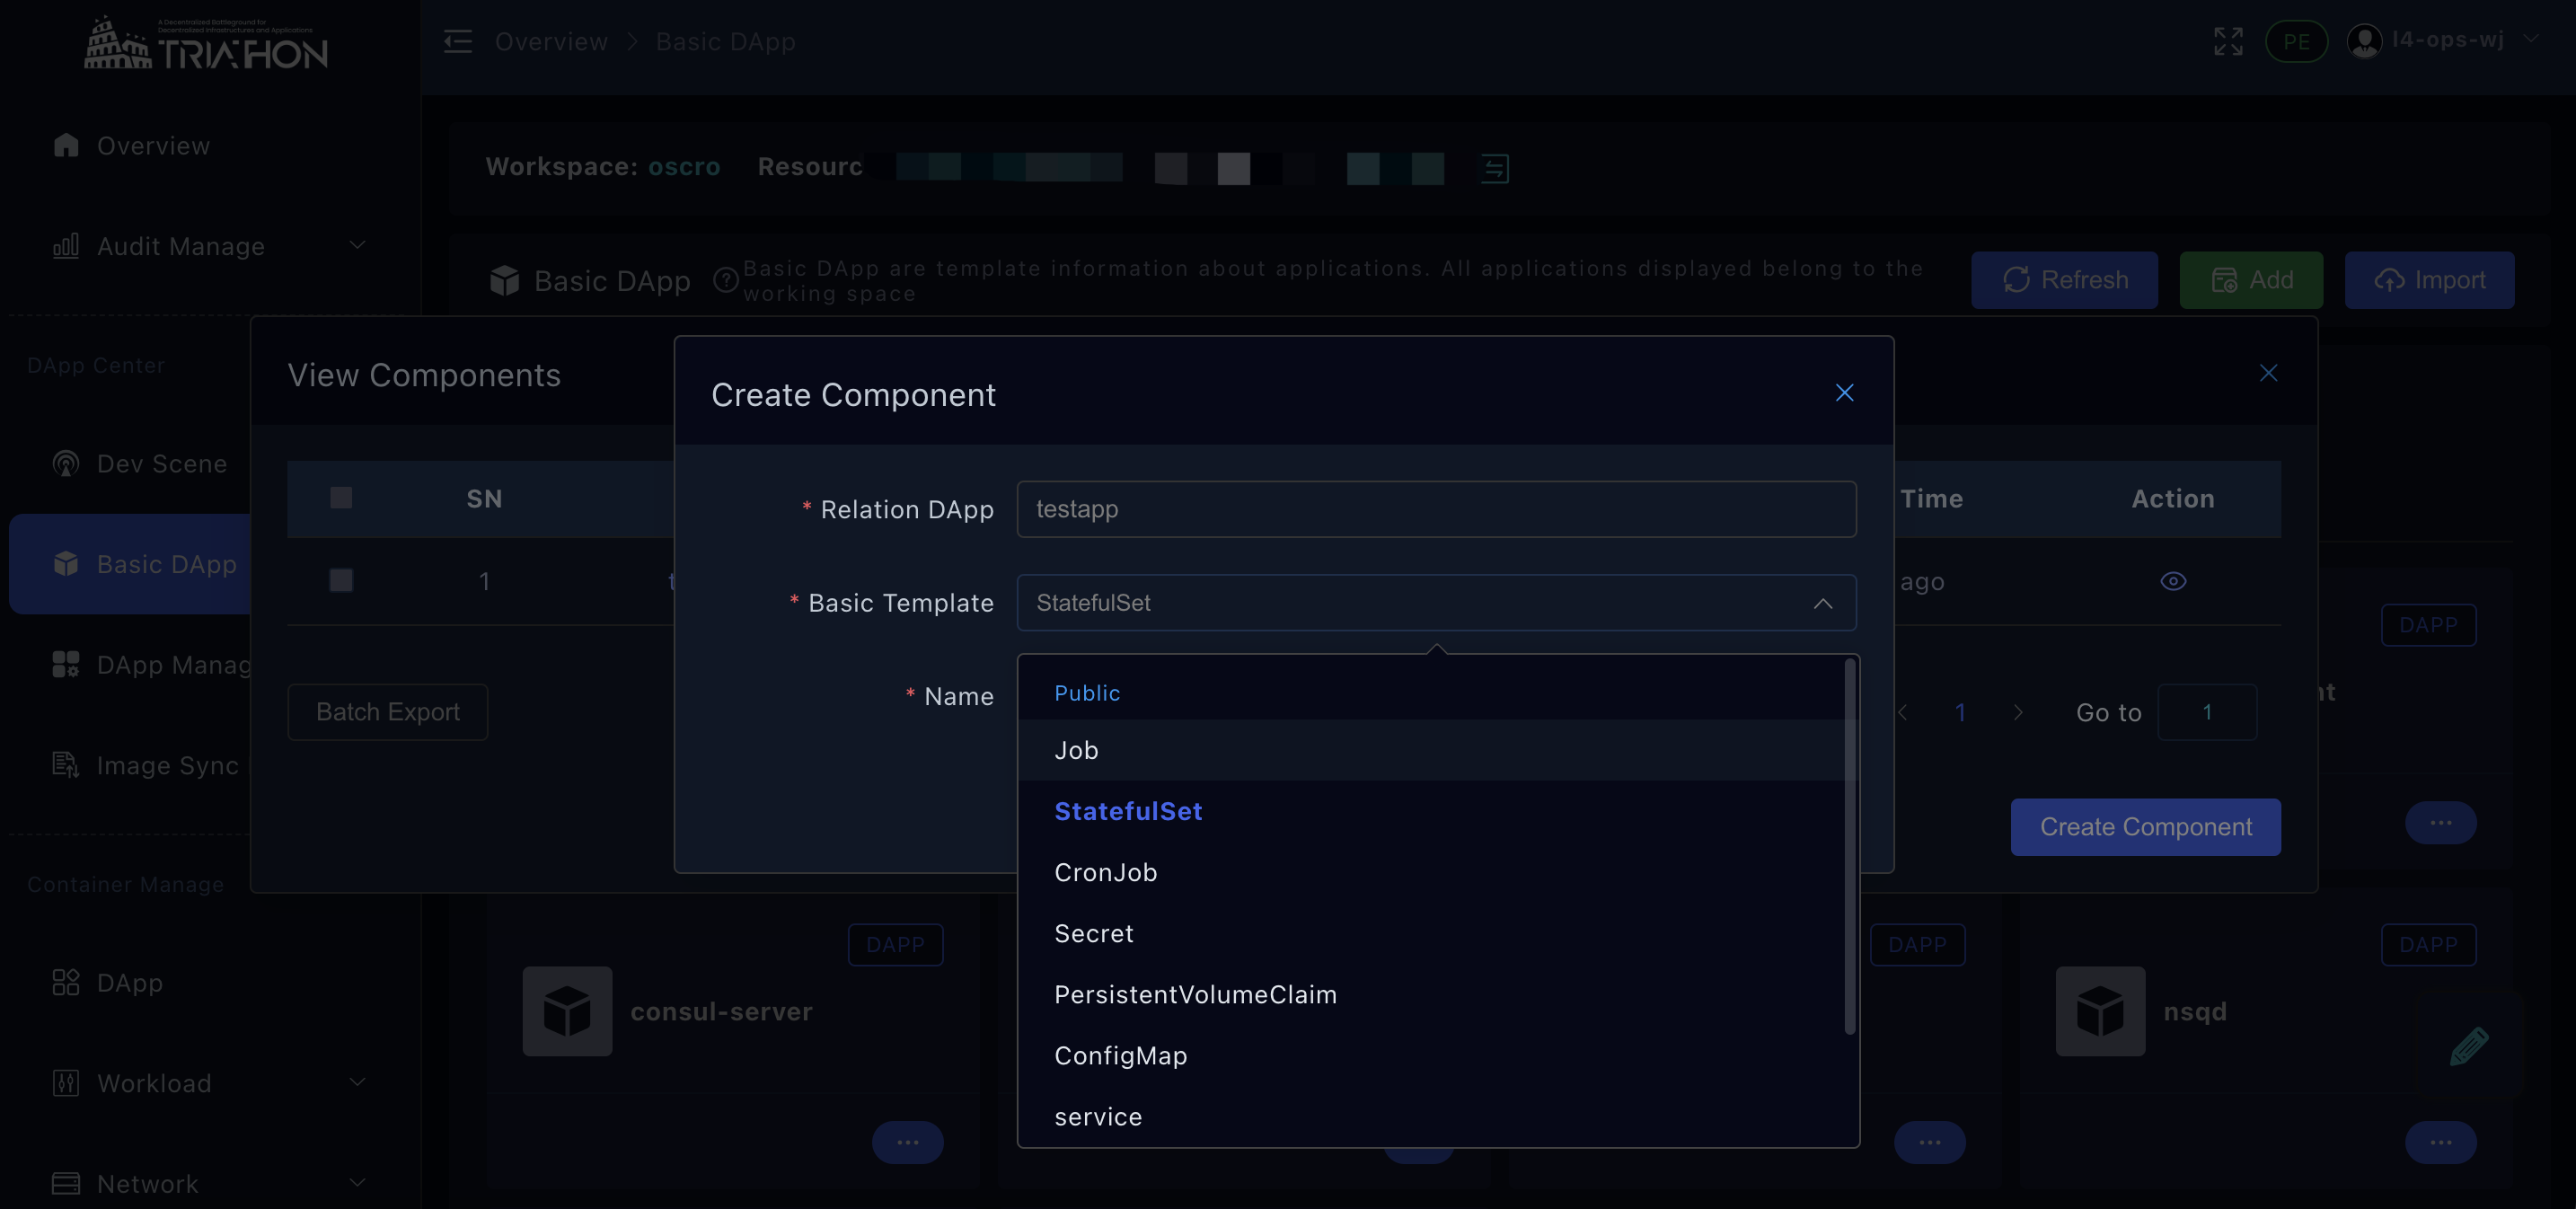 A Decentralized Battleground for
Decentralized Infrastructures and Applications
TRIATHON
Overview > Basic DApp
PE
l4-ops-wj
Overview
Audit Manage
DApp Center
Dev Scene
Basic DApp
DApp Manag
Image Sync
Container Manage
DApp
Workload
Network
Workspace: oscro Resourc
Basic DApp
Basic DApp are template information about applications. All applications displayed belong to the
working space
Refresh
Add
Import
View Components
SN
Time
Action
1
t
ago
Batch Export
1
Go to
1
Create Component
Create Component
* Relation DApp
testapp
* Basic Template
StatefulSet
* Name
Public
Job
StatefulSet
CronJob
Secret
PersistentVolumeClaim
ConfigMap
service
DAPP
nt
DAPP
consul-server
DAPP
DAPP
nsqd